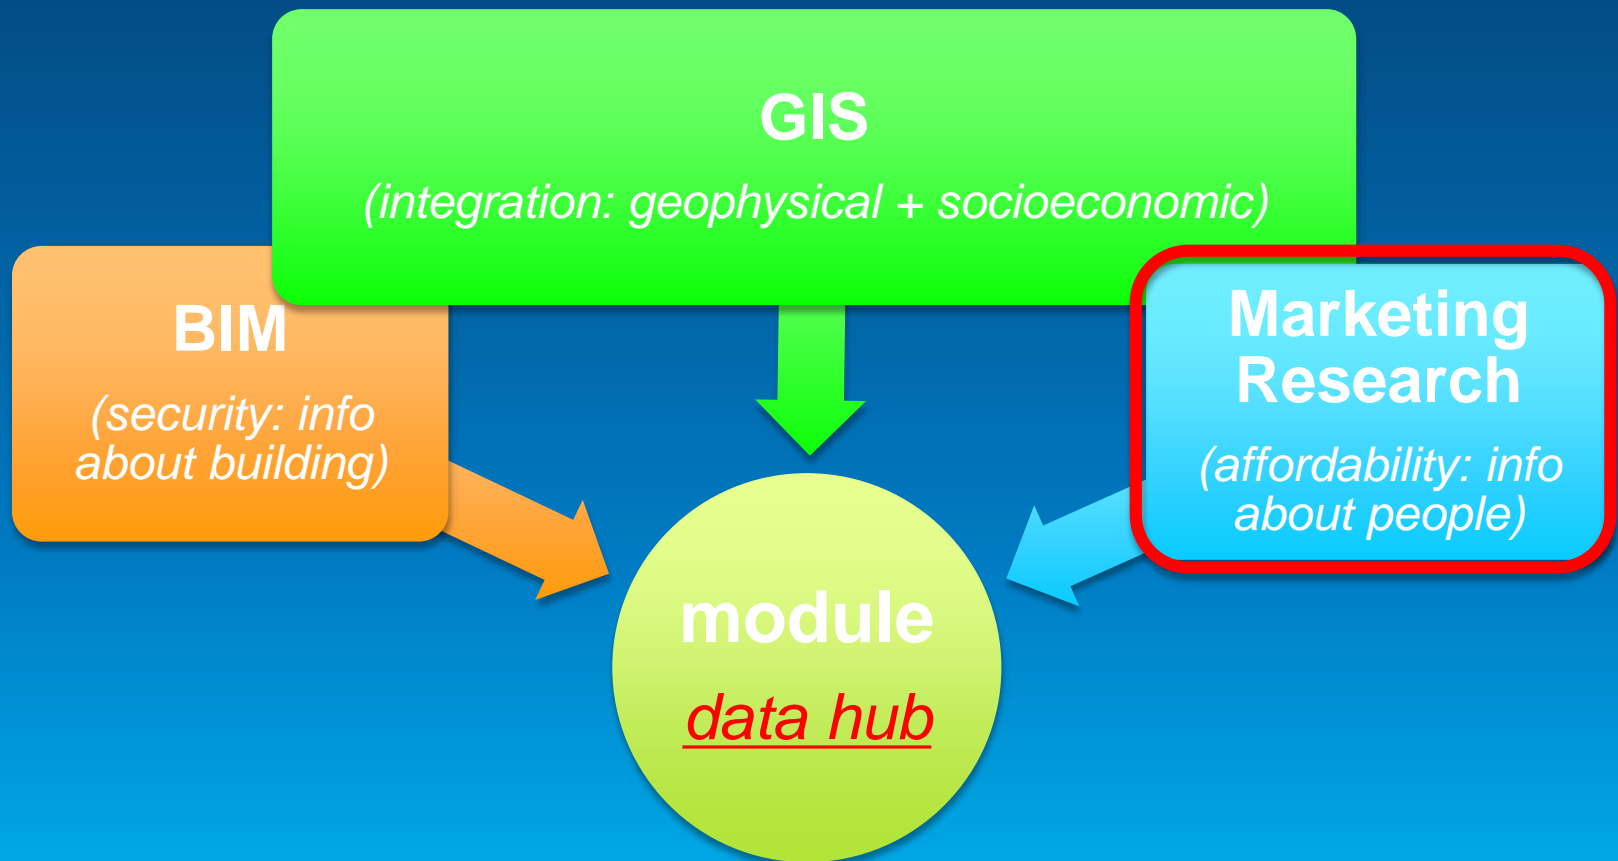 GIS
(integration: geophysical + socioeconomic)
BIM
(security: info
about building)
Marketing
Research
(affordability: info
about people)
module
data hub